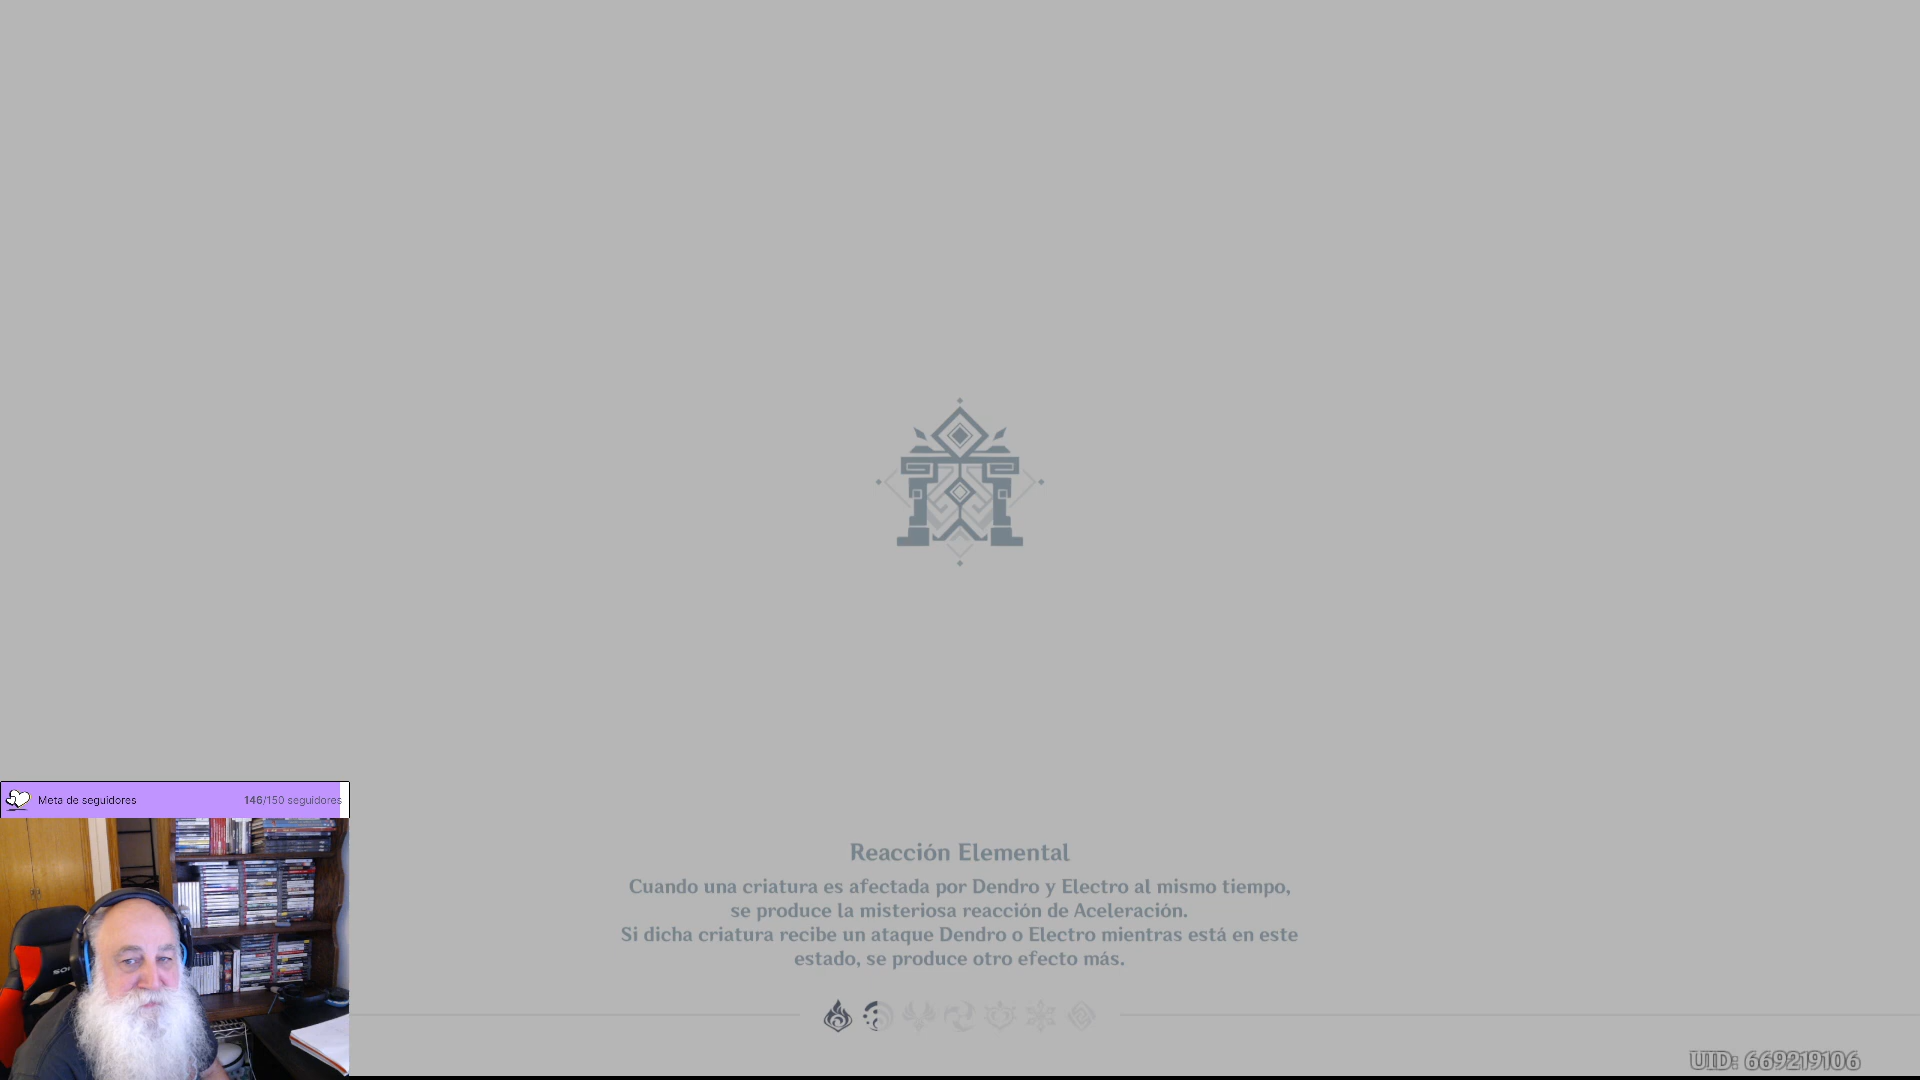 Meta de seguidores 146/150 seguidores
Reacción Elemental
Cuando una criatura es afectada por Dendro y Electro al mismo tiempo,
se produce la misteriosa reacción de Aceleración.
Si dicha criatura recibe un ataque Dendro o Electro mientras está en este
estado, se produce otro efecto más.
UID: 669219106